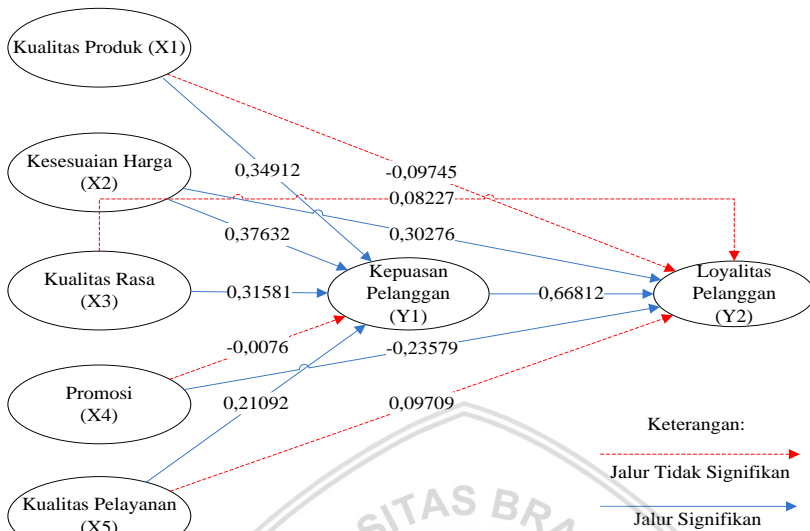 Kualitas Produk (X1)
Kesesuaian Harga
(X2)
Kualitas Rasa
(X3)
Promosi
(X4)
Kualitas Pelayanan
(X5)
0,34912
-0,09745
0,08227
0,37632
0,30276
0,31581
Kepuasan
Pelanggan
(Y1)
0,66812
Loyalitas
Pelanggan
(Y2)
-0,0076
-0,23579
0,21092
0,09709
Keterangan:
Jalur Tidak Signifikan
Jalur Signifikan
SITAS BRA